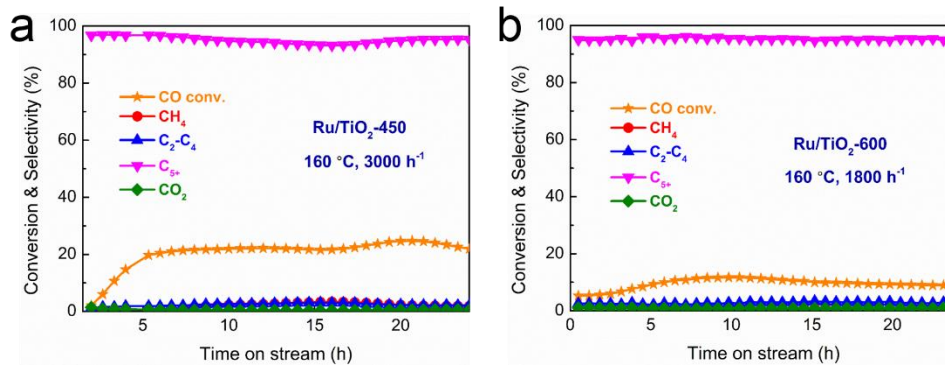 a
100
80
60
40
20
0
Conversion & Selectivity (%)
CO conv.
CH₄
C₂-C₄
C₅₊
CO₂
Ru/TiO₂-450
160 °C, 3000 h⁻¹
5
10
15
20
Time on stream (h)
b
100
80
60
40
20
0
Conversion & Selectivity (%)
CO conv.
CH₄
C₂-C₄
C₅₊
CO₂
Ru/TiO₂-600
160 °C, 1800 h⁻¹
0
5
10
15
20
Time on stream (h)